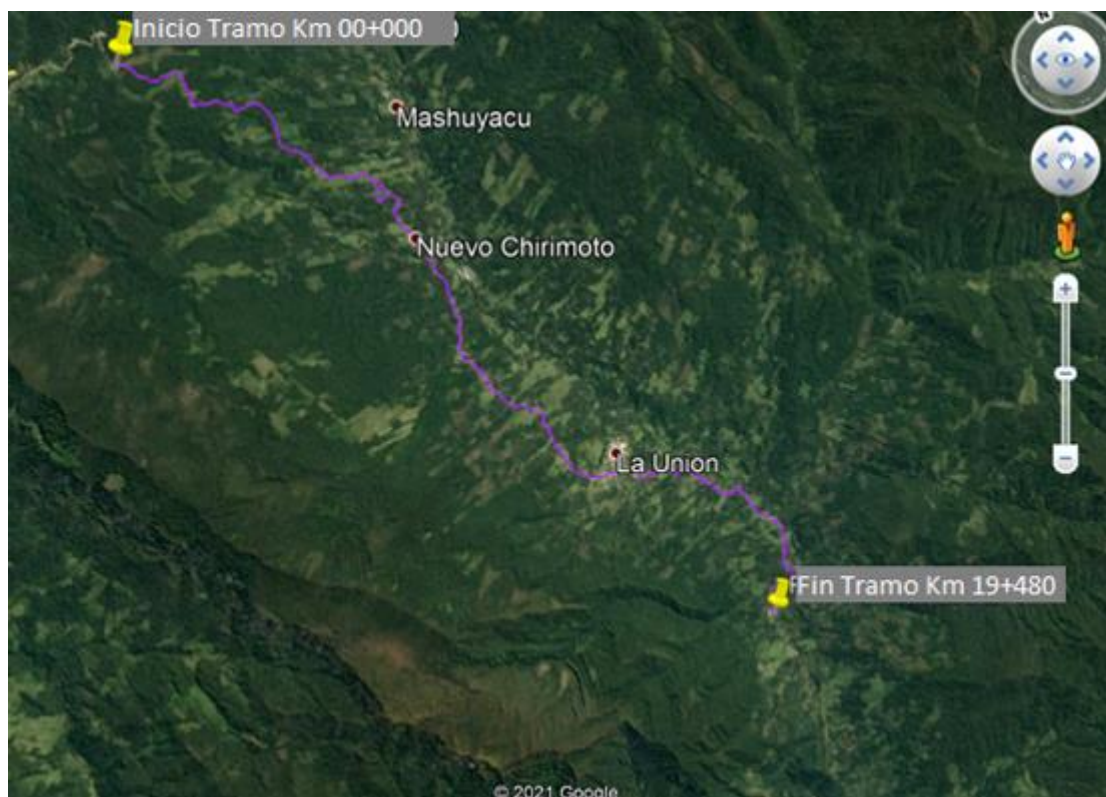 Inicio Tramo Km 00+000
N
Mashuyacu
Nuevo Chirimoto
La Union
Fin Tramo Km 19+480
© 2021 Google